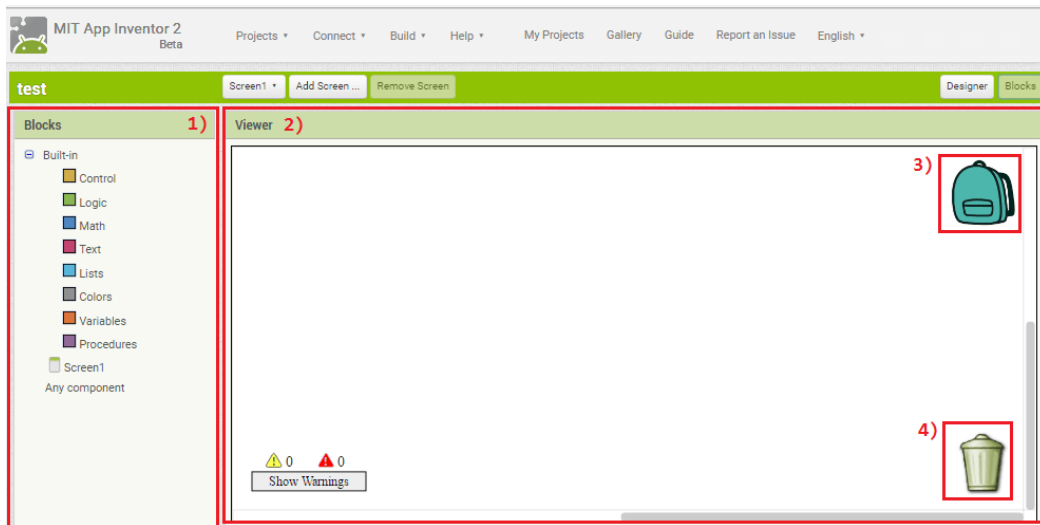 MIT App Inventor 2
Beta
Projects Connect Build Help My Projects Gallery Guide Report an Issue English
test
Screen1 Add Screen ... Remove Screen Designer Blocks
Blocks 1)
Viewer 2)
Built-in
Control
Logic
Math
Text
Lists
Colors
Variables
Procedures
Screen1
Any component
3)
4)
0 0
Show Warnings